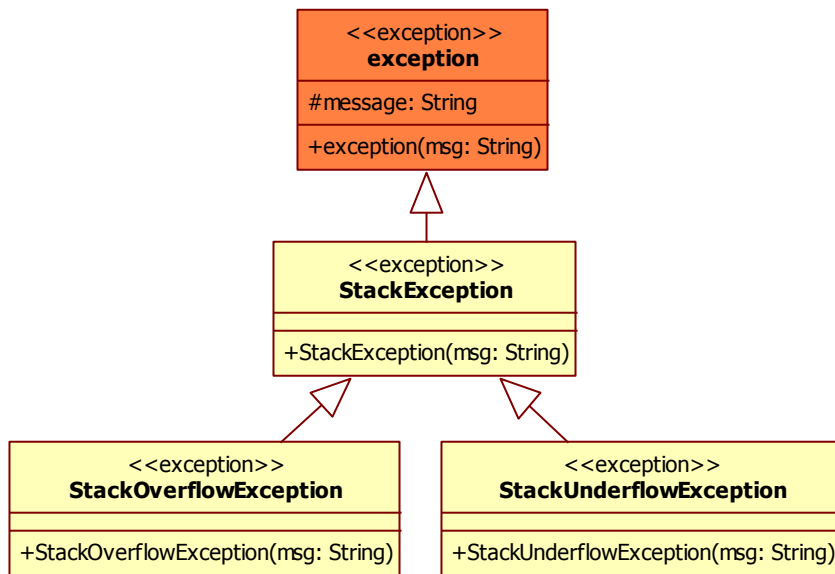 <<exception>>
exception
#message: String
+exception(msg: String)
<<exception>>
StackException
+StackException(msg: String)
<<exception>>
StackOverflowException
+StackOverflowException(msg: String)
<<exception>>
StackUnderflowException
+StackUnderflowException(msg: String)